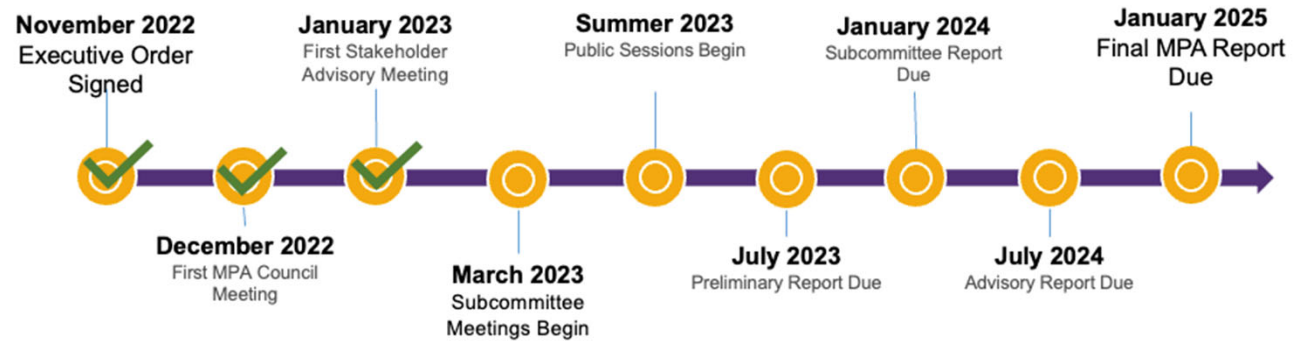 November 2022
Executive Order
Signed
December 2022
First MPA Council
Meeting
January 2023
First Stakeholder
Advisory Meeting
March 2023
Subcommittee
Meetings Begin
Summer 2023
Public Sessions Begin
July 2023
Preliminary Report Due
January 2024
Subcommittee Report
Due
July 2024
Advisory Report Due
January 2025
Final MPA Report
Due